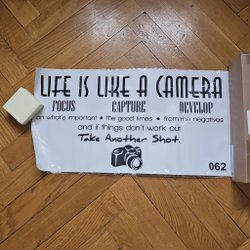 LIFE IS LIKE A CAMERA
FOCUS CAPTURE DEVELOP
on what's important • the good times • from the negatives
and if things don't work out
Take Another Shot.
062